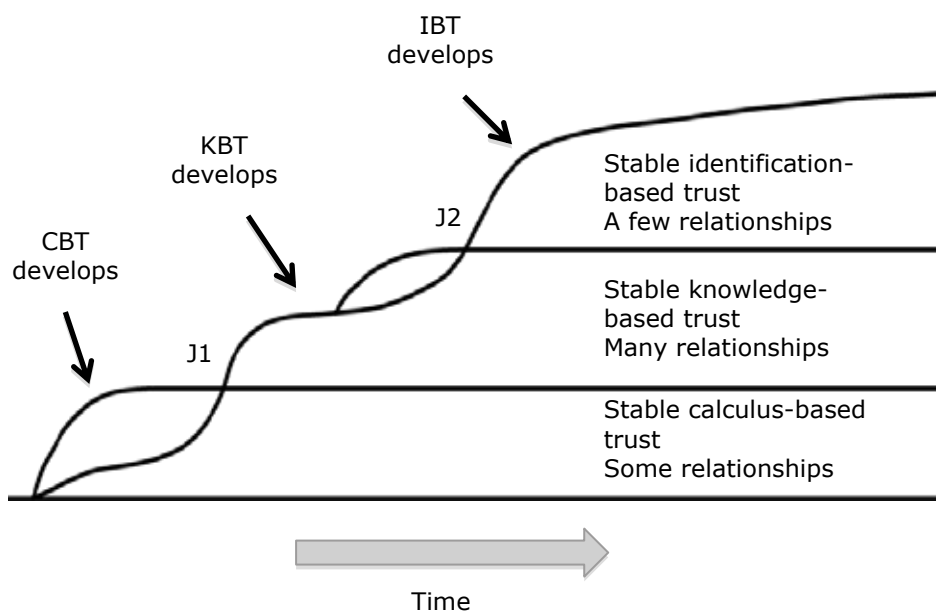 IBT
develops
KBT
develops
CBT
develops
J1
J2
Stable identification-
based trust
A few relationships
Stable knowledge-
based trust
Many relationships
Stable calculus-based
trust
Some relationships
Time